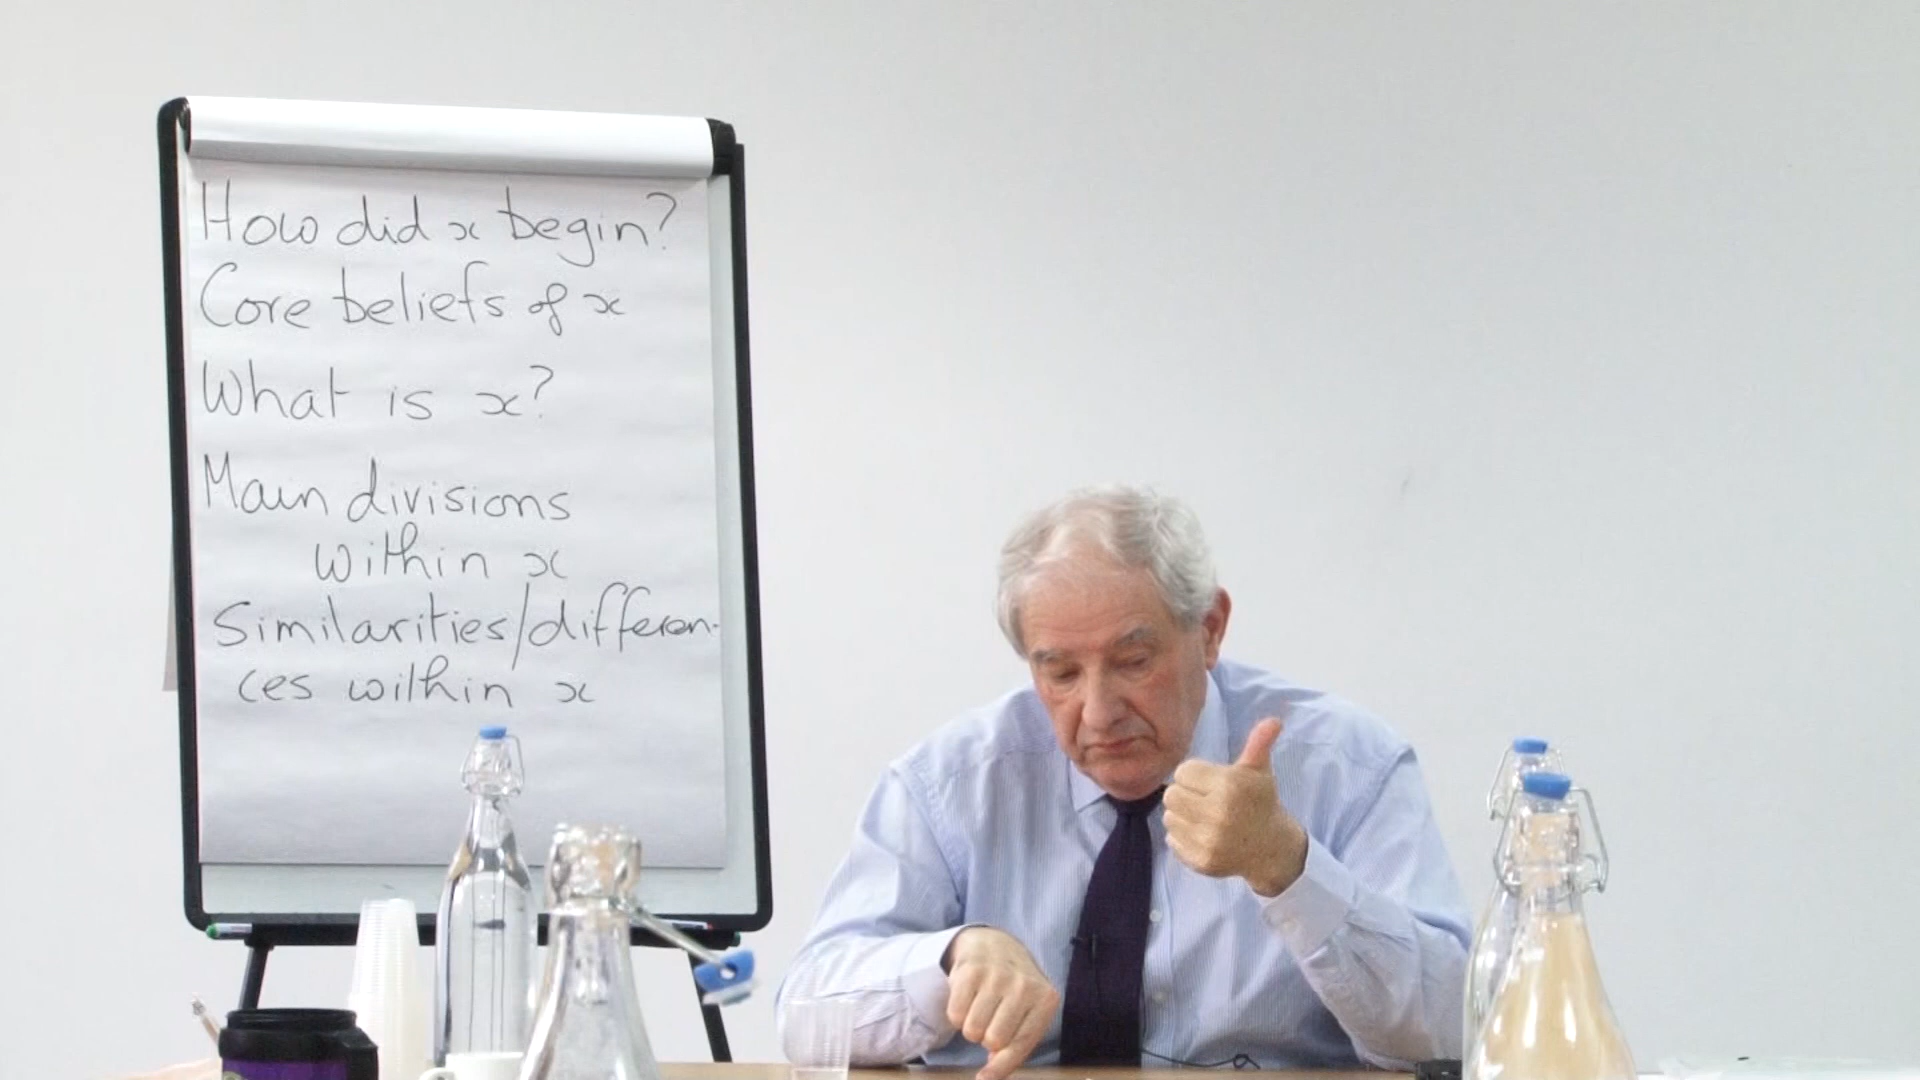 How did x begin?
Core beliefs of x
What is x?
Main divisions
within x
Similarities/differen-
ces within x